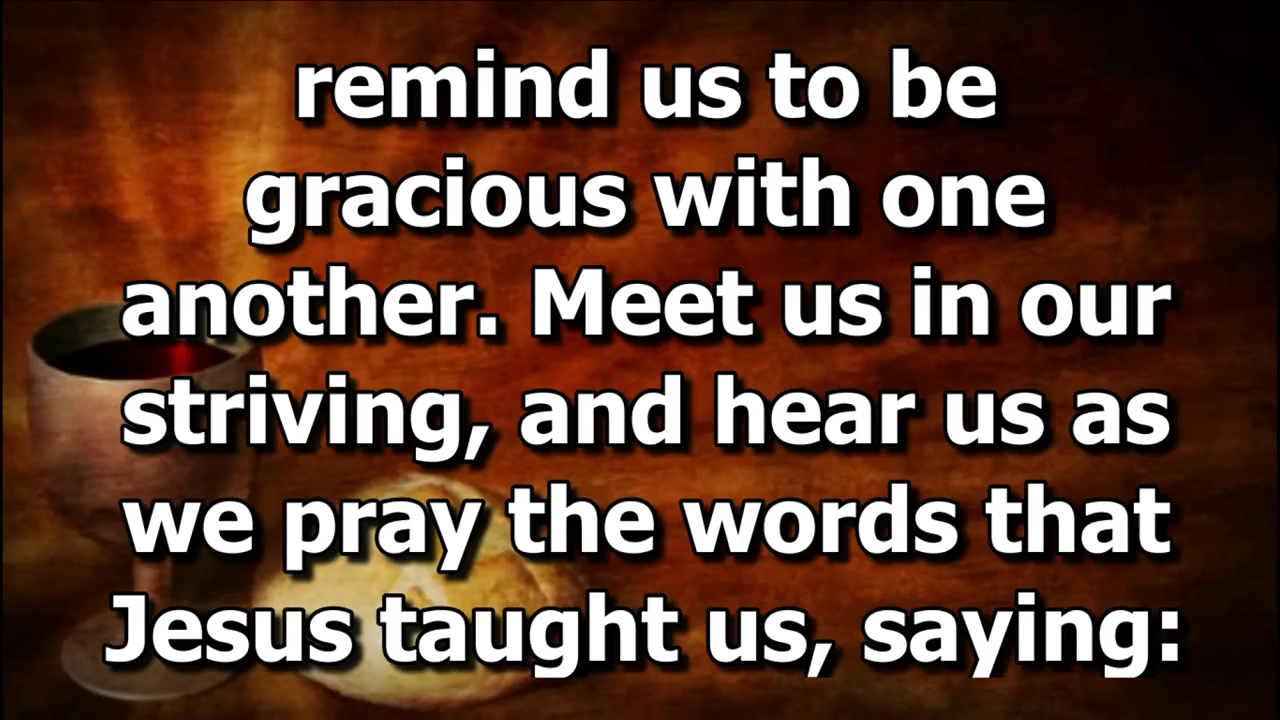 remind us to be
gracious with one
another. Meet us in our
striving, and hear us as
we pray the words that
Jesus taught us, saying: